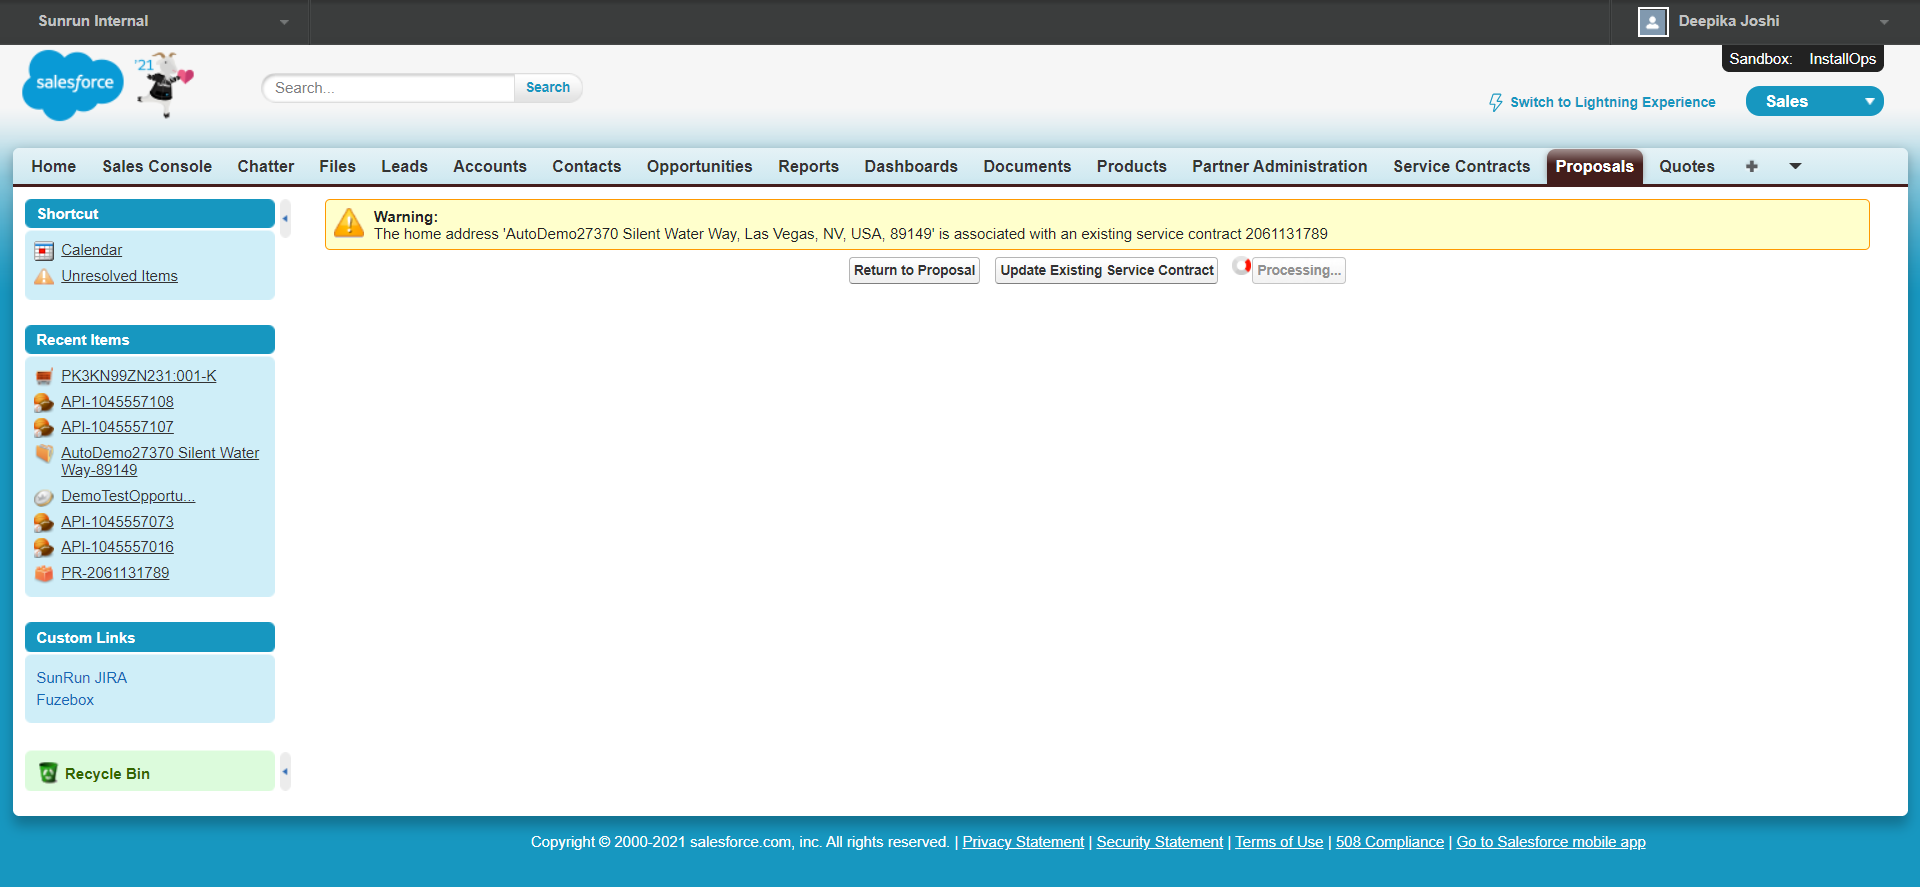 Sunrun Internal
Deepika Joshi
Sandbox: InstallOps
salesforce
'21
Search...
Search
Switch to Lightning Experience
Sales
Home Sales Console Chatter Files Leads Accounts Contacts Opportunities Reports Dashboards Documents Products Partner Administration Service Contracts Proposals Quotes
Shortcut
Calendar
Unresolved Items
Recent Items
PK3KN99ZN231:001-K
API-1045557108
API-1045557107
AutoDemo27370 Silent Water
Way-89149
DemoTestOpportu...
API-1045557073
API-1045557016
PR-2061131789
Custom Links
SunRun JIRA
Fuzebox
Recycle Bin
Warning:
The home address 'AutoDemo27370 Silent Water Way, Las Vegas, NV, USA, 89149' is associated with an existing service contract 2061131789
Return to Proposal Update Existing Service Contract Processing...
Copyright © 2000-2021 salesforce.com, inc. All rights reserved. | Privacy Statement | Security Statement | Terms of Use | 508 Compliance | Go to Salesforce mobile app